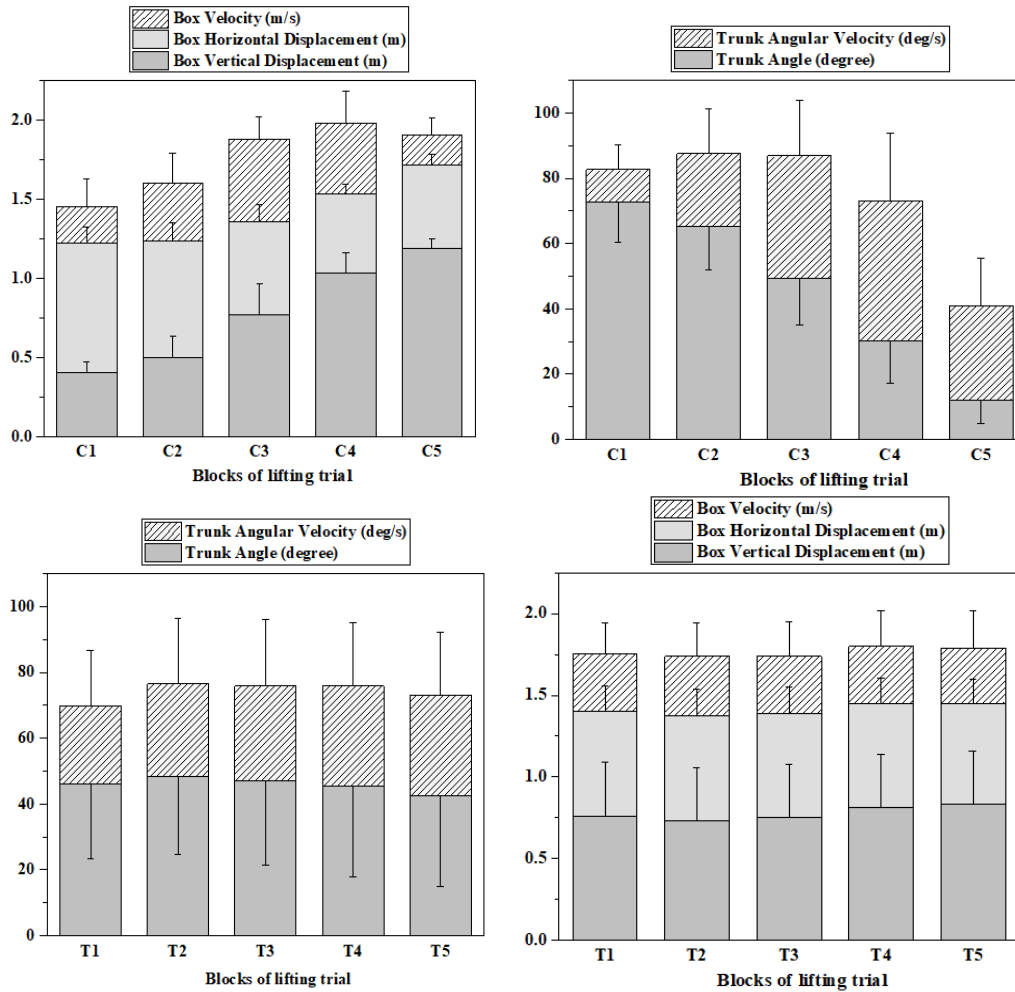 Box Velocity (m/s)
Box Horizontal Displacement (m)
Box Vertical Displacement (m)
2.0
1.5
1.0
0.5
0.0
C1 C2 C3 C4 C5
Blocks of lifting trial
Trunk Angular Velocity (deg/s)
Trunk Angle (degree)
100
80
60
40
20
0
C1 C2 C3 C4 C5
Blocks of lifting trial
Trunk Angular Velocity (deg/s)
Trunk Angle (degree)
100
80
60
40
20
0
T1 T2 T3 T4 T5
Blocks of lifting trial
Box Velocity (m/s)
Box Horizontal Displacement (m)
Box Vertical Displacement (m)
2.0
1.5
1.0
0.5
0.0
T1 T2 T3 T4 T5
Blocks of lifting trial